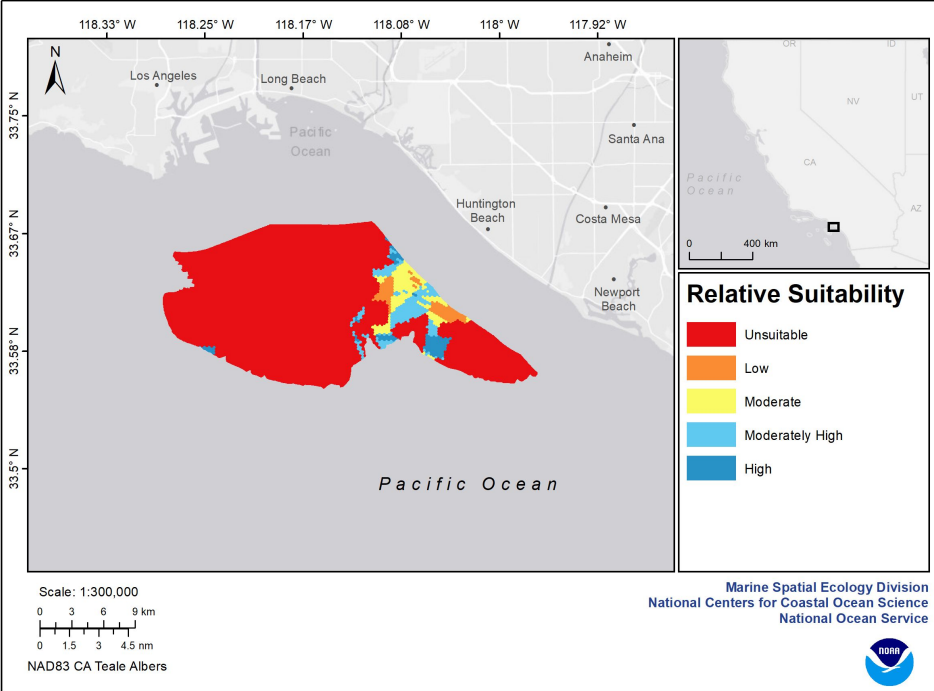 118.33° W 118.25° W 118.17° W 118.08° W 118° W 117.92° W
33.75° N
33.67° N
33.58° N
33.5° N
N
Los Angeles
Long Beach
Anaheim
Pacific
Ocean
Santa Ana
Huntington
Beach
Costa Mesa
Newport
Beach
Pacific Ocean
OR
ID
NV
UT
CA
AZ
Pacific
Ocean
0 400 km
Relative Suitability
Unsuitable
Low
Moderate
Moderately High
High
Scale: 1:300,000
0 3 6 9 km
0 1.5 3 4.5 nm
NAD83 CA Teale Albers
Marine Spatial Ecology Division
National Centers for Coastal Ocean Science
National Ocean Service
NOAA